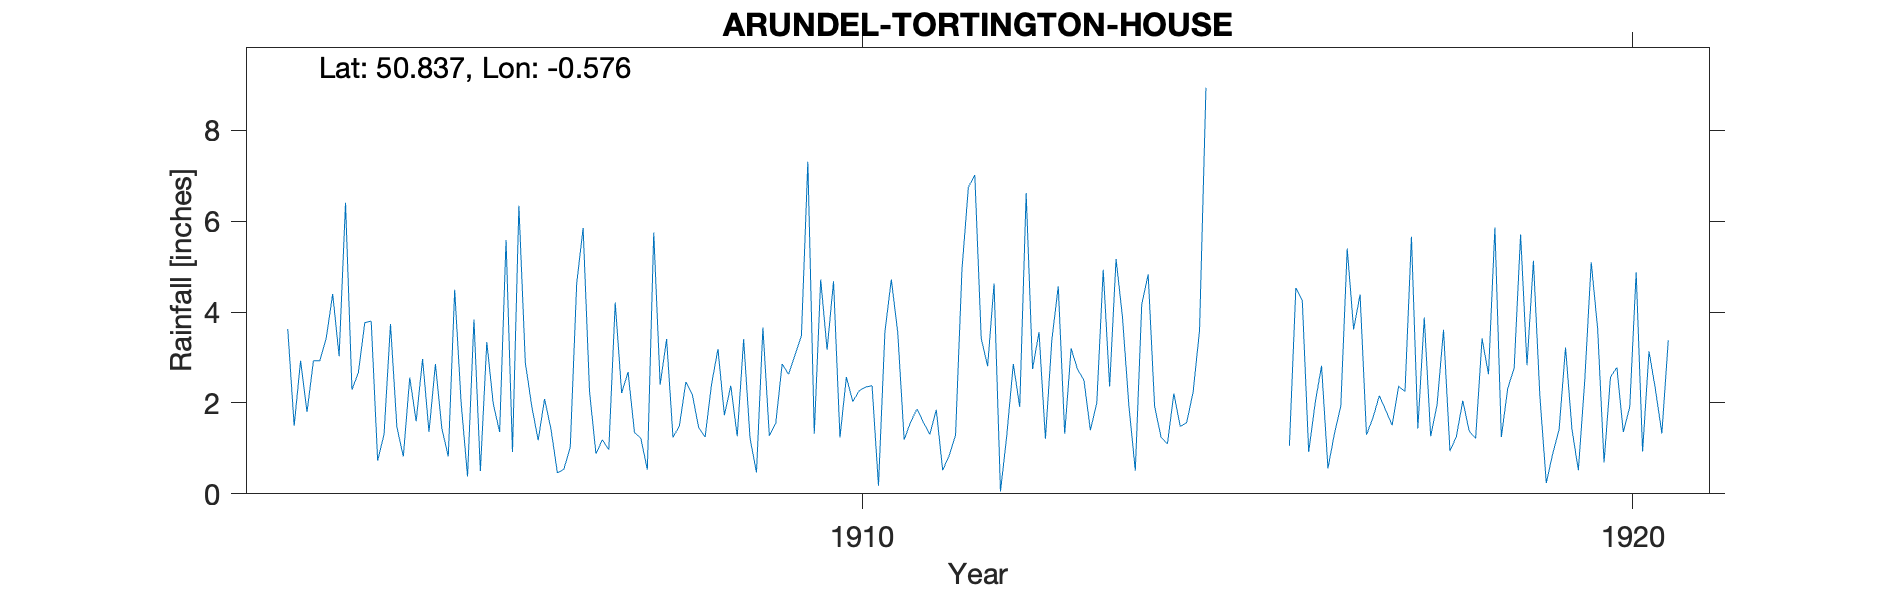 ARUNDEL-TORTINGTON-HOUSE
Lat: 50.837, Lon: -0.576
Rainfall [inches]
8
6
4
2
0
1910
1920
Year